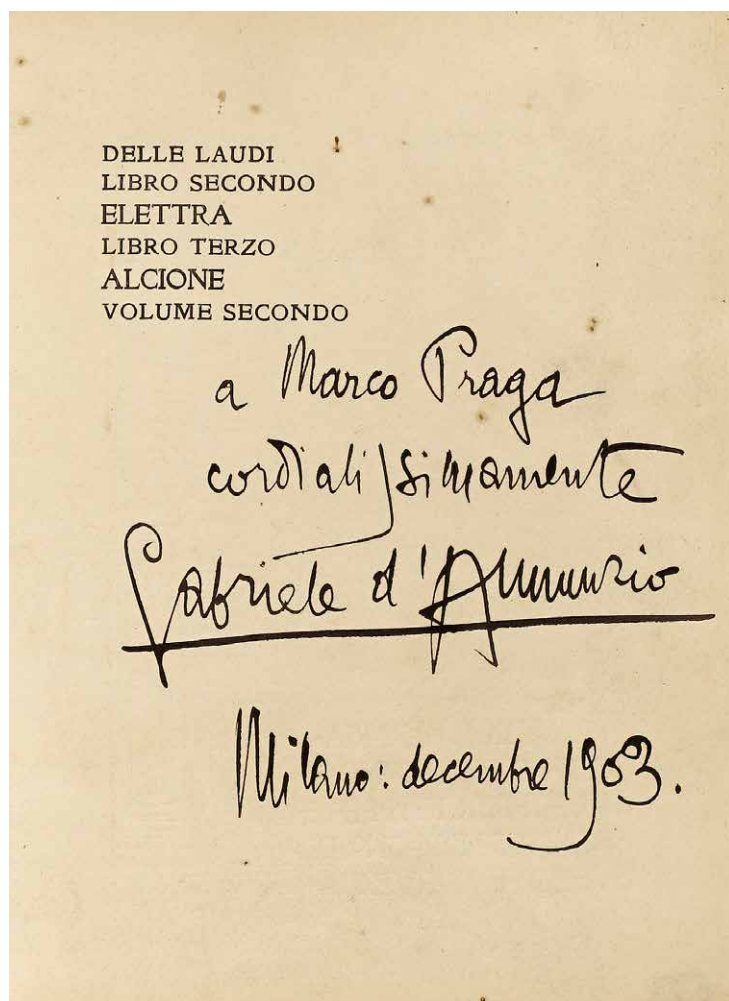 DELLE LAUDI
LIBRO SECONDO
ELETTRA
LIBRO TERZO
ALCIONE
VOLUME SECONDO
a Marco Praga
cordialissimamente
Gabriele d'Annunzio
Milano: decembre 1903.